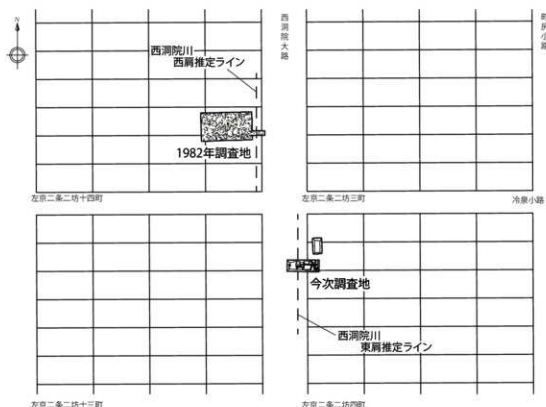 N
西洞院大路
町尻小路
西洞院川
西肩推定ライン
1982年調査地
左京二条二坊十四町
左京二条二坊三町
冷泉小路
今次調査地
西洞院川
東肩推定ライン
左京二条二坊十三町
左京二条二坊四町